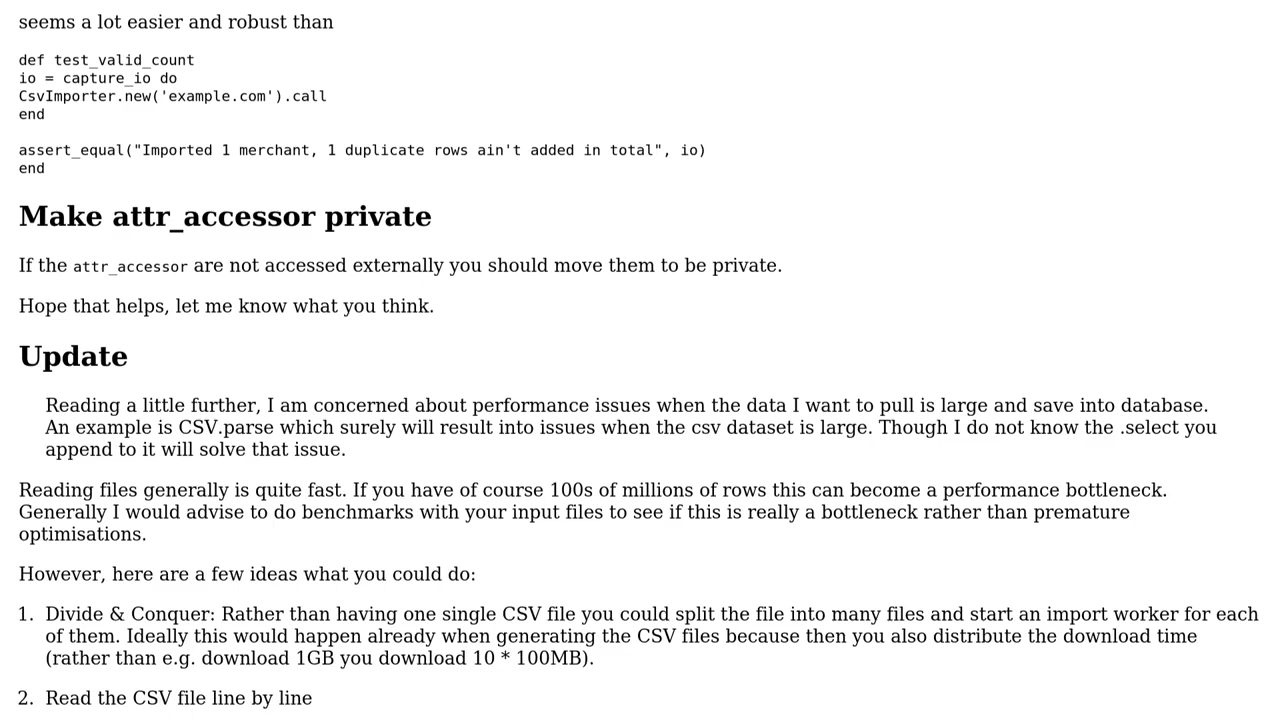 seems a lot easier and robust than
def test_valid_count
io = capture_io do
CsvImporter.new('example.com').call
end
assert_equal("Imported 1 merchant, 1 duplicate rows ain't added in total", io)
end
Make attr_accessor private
If the attr_accessor are not accessed externally you should move them to be private.
Hope that helps, let me know what you think.
Update
Reading a little further, I am concerned about performance issues when the data I want to pull is large and save into database.
An example is CSV.parse which surely will result into issues when the csv dataset is large. Though I do not know the .select you
append to it will solve that issue.
Reading files generally is quite fast. If you have of course 100s of millions of rows this can become a performance bottleneck.
Generally I would advise to do benchmarks with your input files to see if this is really a bottleneck rather than premature
optimisations.
However, here are a few ideas what you could do:
1. Divide & Conquer: Rather than having one single CSV file you could split the file into many files and start an import worker for each
of them. Ideally this would happen already when generating the CSV files because then you also distribute the download time
(rather than e.g. download 1GB you download 10 * 100MB).
2. Read the CSV file line by line